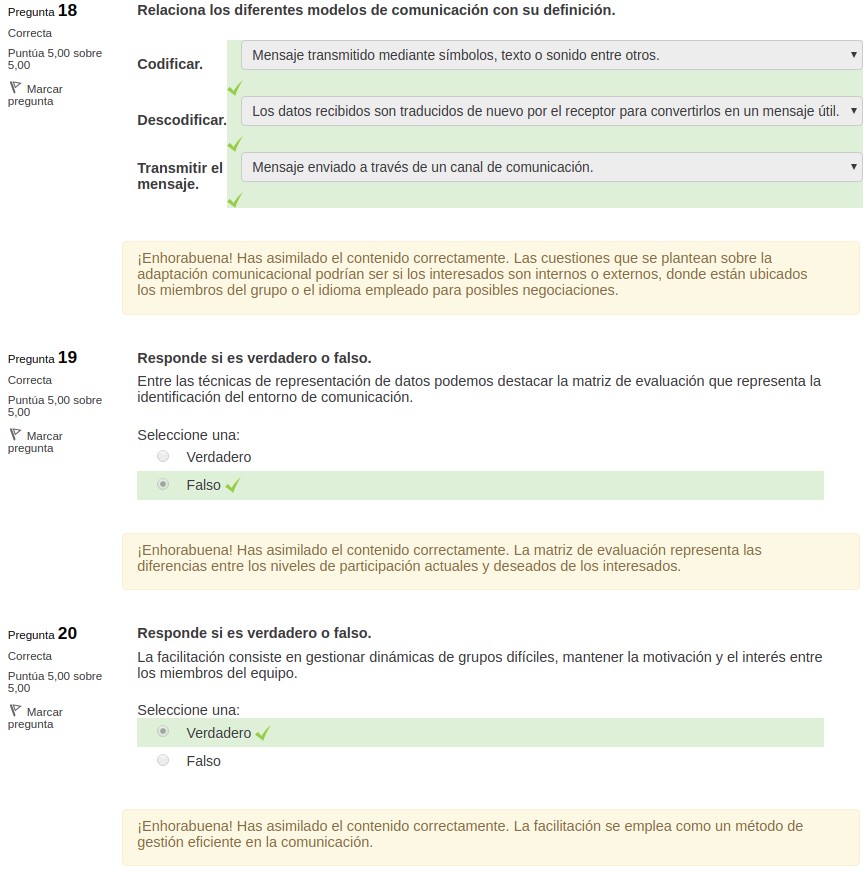 Pregunta 18
Correcta
Puntúa 5,00 sobre
5,00
Marcar
pregunta
Relaciona los diferentes modelos de comunicación con su definición.
Codificar.
Mensaje transmitido mediante símbolos, texto o sonido entre otros.
Descodificar.
Los datos recibidos son traducidos de nuevo por el receptor para convertirlos en un mensaje útil.
Transmitir el
mensaje.
Mensaje enviado a través de un canal de comunicación.
¡Enhorabuena! Has asimilado el contenido correctamente. Las cuestiones que se plantean sobre la
adaptación comunicacional podrían ser si los interesados son internos o externos, donde están ubicados
los miembros del grupo o el idioma empleado para posibles negociaciones.
Pregunta 19
Correcta
Puntúa 5,00 sobre
5,00
Marcar
pregunta
Responde si es verdadero o falso.
Entre las técnicas de representación de datos podemos destacar la matriz de evaluación que representa la
identificación del entorno de comunicación.
Seleccione una:
Verdadero
Falso
¡Enhorabuena! Has asimilado el contenido correctamente. La matriz de evaluación representa las
diferencias entre los niveles de participación actuales y deseados de los interesados.
Pregunta 20
Correcta
Puntúa 5,00 sobre
5,00
Marcar
pregunta
Responde si es verdadero o falso.
La facilitación consiste en gestionar dinámicas de grupos difíciles, mantener la motivación y el interés entre
los miembros del equipo.
Seleccione una:
Verdadero
Falso
¡Enhorabuena! Has asimilado el contenido correctamente. La facilitación se emplea como un método de
gestión eficiente en la comunicación.